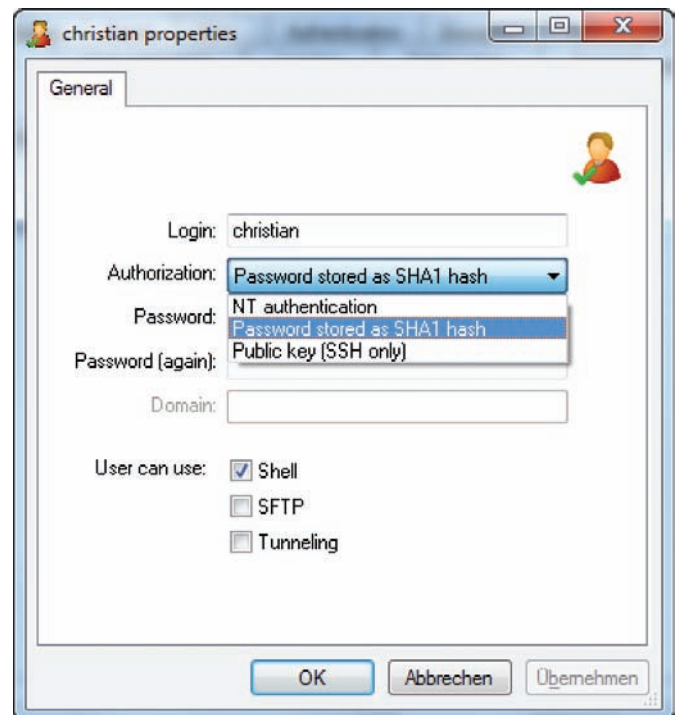 christian properties
General
Login: christian
Authorization: Password stored as SHA1 hash
NT authentication
Password:
Password stored as SHA1 hash
Public key (SSH only)
Password (again):
Domain:
User can use: Shell
SFTP
Tunneling
OK Abbrechen Übernehmen